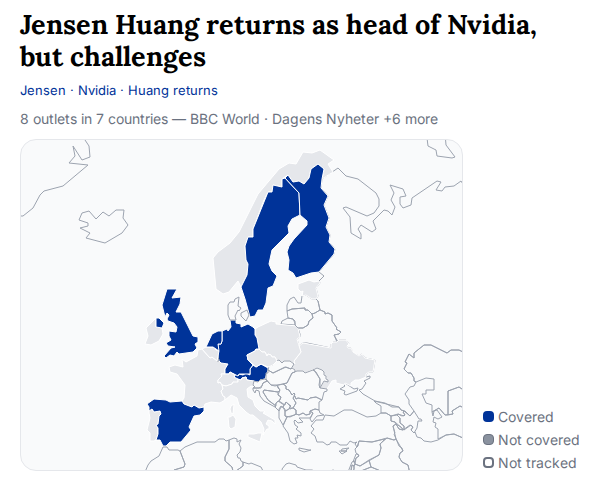 Jensen Huang returns as head of Nvidia,
but challenges
Jensen · Nvidia · Huang returns
8 outlets in 7 countries — BBC World · Dagens Nyheter +6 more
Covered
Not covered
Not tracked